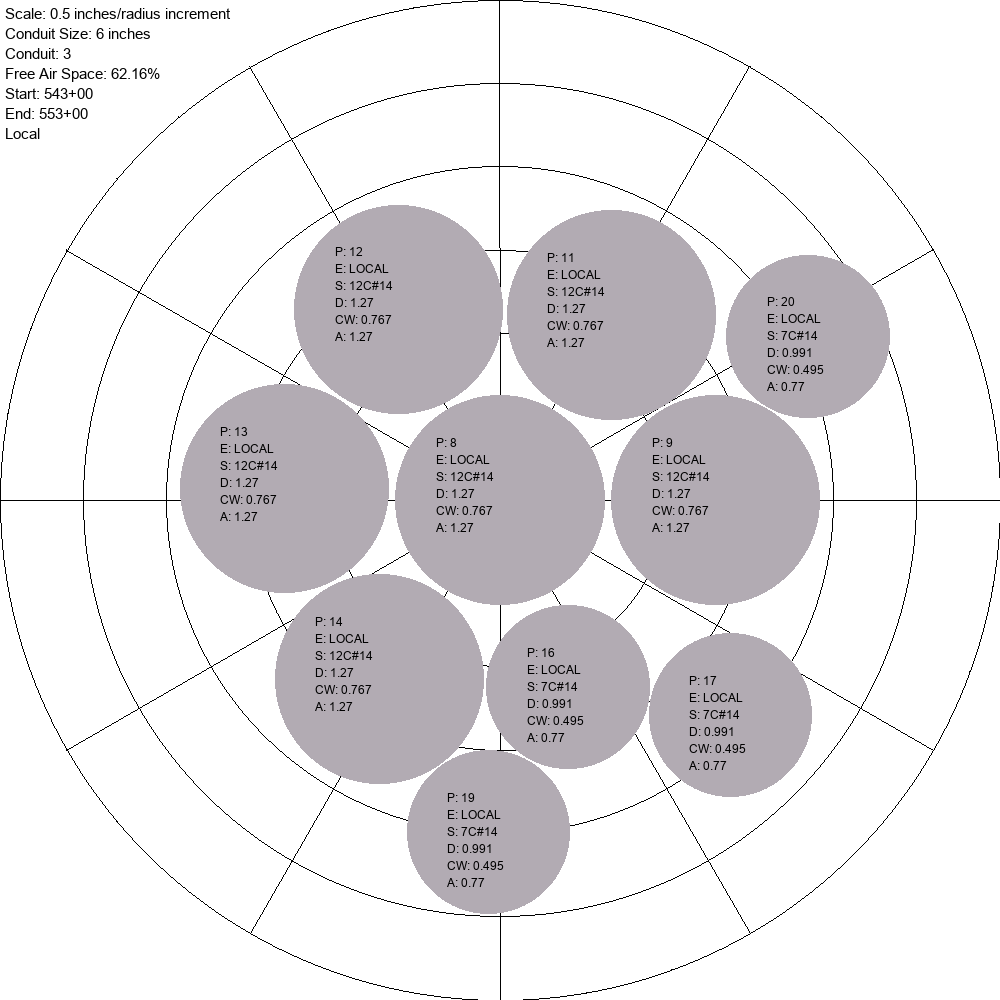 Scale: 0.5 inches/radius increment
Conduit Size: 6 inches
Conduit: 3
Free Air Space: 62.16%
Start: 543+00
End: 553+00
Local
P: 12
E: LOCAL
S: 12C#14
D: 1.27
CW: 0.767
A: 1.27
P: 11
E: LOCAL
S: 12C#14
D: 1.27
CW: 0.767
A: 1.27
P: 20
E: LOCAL
S: 7C#14
D: 0.991
CW: 0.495
A: 0.77
P: 13
E: LOCAL
S: 12C#14
D: 1.27
CW: 0.767
A: 1.27
P: 8
E: LOCAL
S: 12C#14
D: 1.27
CW: 0.767
A: 1.27
P: 9
E: LOCAL
S: 12C#14
D: 1.27
CW: 0.767
A: 1.27
P: 14
E: LOCAL
S: 12C#14
D: 1.27
CW: 0.767
A: 1.27
P: 16
E: LOCAL
S: 7C#14
D: 0.991
CW: 0.495
A: 0.77
P: 17
E: LOCAL
S: 7C#14
D: 0.991
CW: 0.495
A: 0.77
P: 19
E: LOCAL
S: 7C#14
D: 0.991
CW: 0.495
A: 0.77